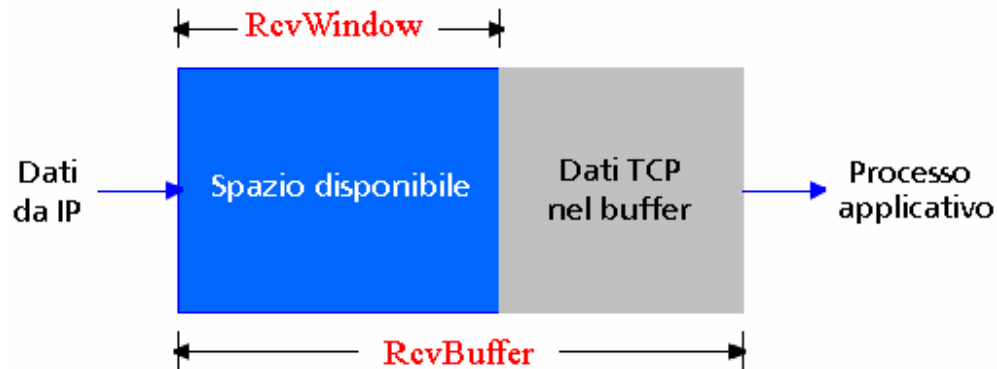 RcvWindow
Dati
da IP
Spazio disponibile
Dati TCP
nel buffer
Processo
applicativo
RcvBuffer